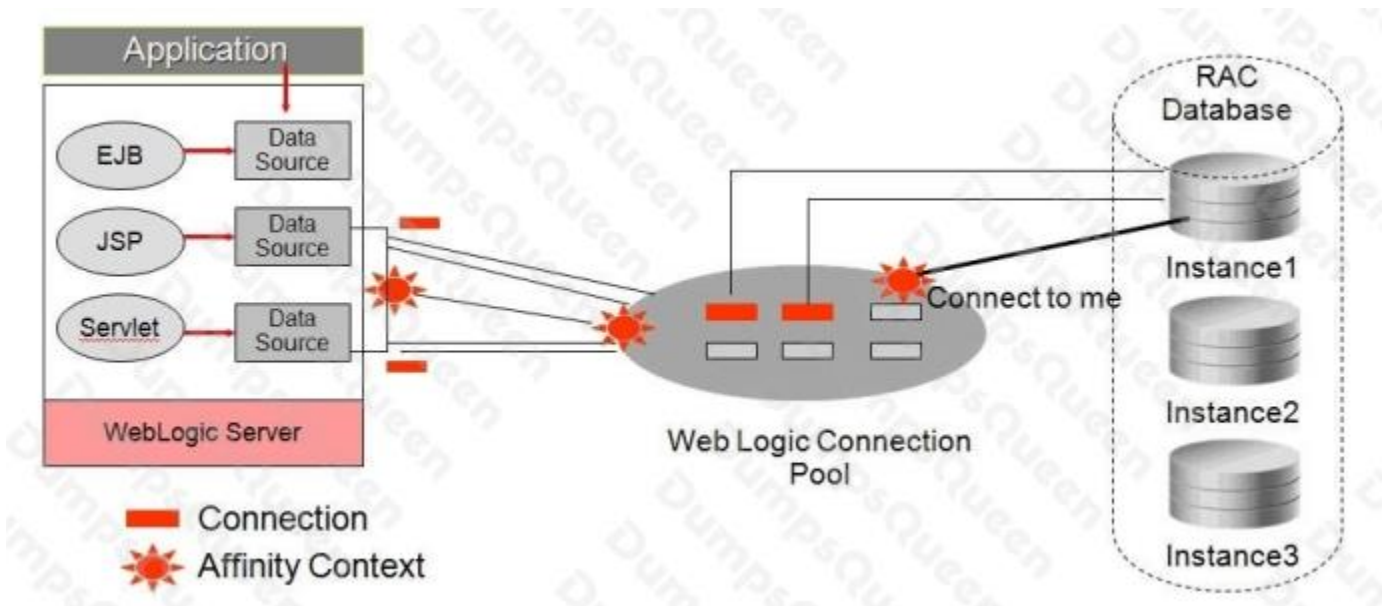 Application
EJB
Data
Source
JSP
Data
Source
Servlet
Data
Source
WebLogic Server
Connection
Affinity Context
Connect to me
Web Logic Connection
Pool
RAC
Database
Instance1
Instance2
Instance3
DumpsQueen